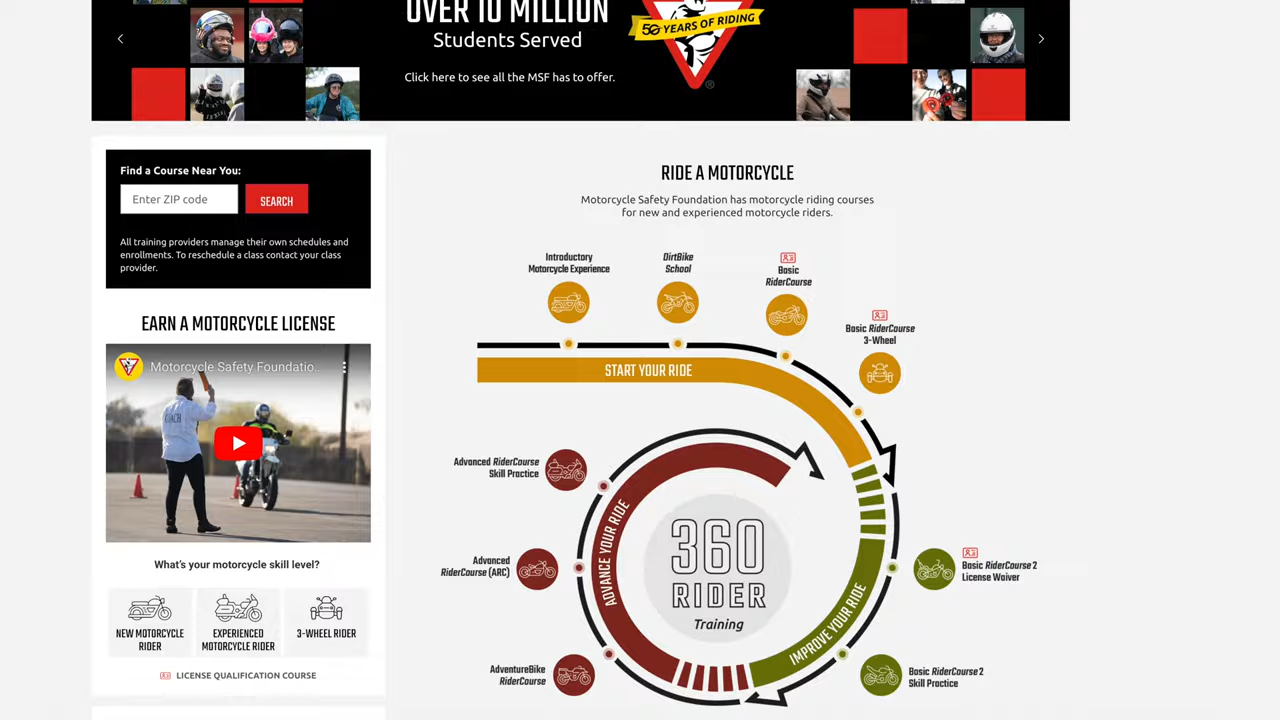 OVER 10 MILLION
Students Served
Click here to see all the MSF has to offer.
50 YEARS OF RIDING
®
Find a Course Near You:
Enter ZIP code
SEARCH
All training providers manage their own schedules and
enrollments. To reschedule a class contact your class
provider.
EARN A MOTORCYCLE LICENSE
Motorcycle Safety Foundatio...
COACH
What's your motorcycle skill level?
NEW MOTORCYCLE
RIDER
EXPERIENCED
MOTORCYCLE RIDER
3-WHEEL RIDER
LICENSE QUALIFICATION COURSE
RIDE A MOTORCYCLE
Motorcycle Safety Foundation has motorcycle riding courses
for new and experienced motorcycle riders.
Introductory
Motorcycle Experience
DirtBike
School
Basic
RiderCourse
Basic RiderCourse
3-Wheel
START YOUR RIDE
Advanced RiderCourse
Skill Practice
ADVANCE YOUR RIDE
360
RIDER
Training
Advanced
RiderCourse (ARC)
Basic RiderCourse 2
License Waiver
IMPROVE YOUR RIDE
AdventureBike
RiderCourse
Basic RiderCourse 2
Skill Practice